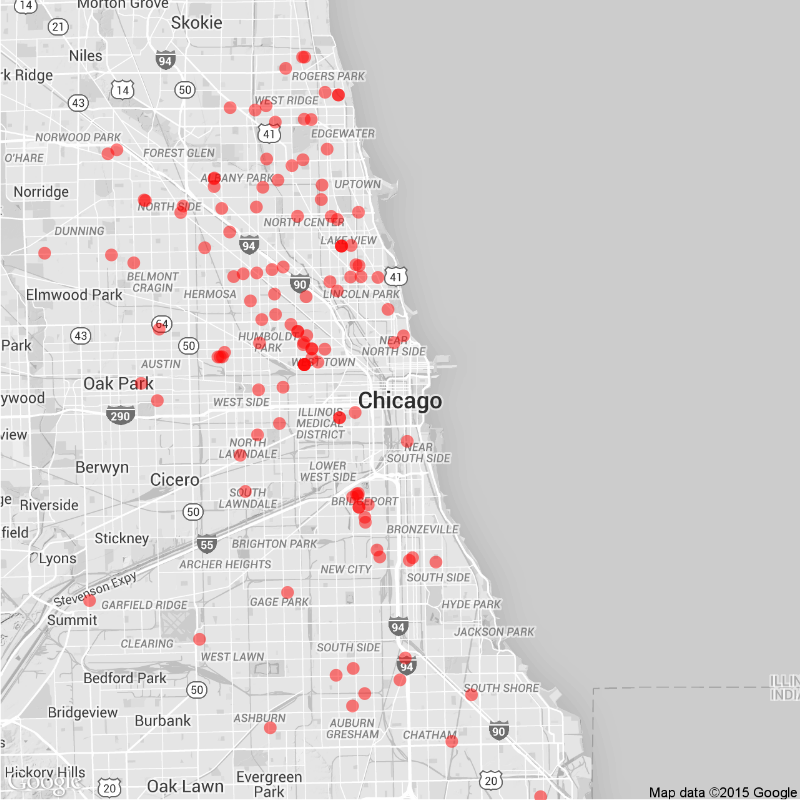 14
Morton Grove
21
Skokie
Niles
94
rk Ridge
ROGERS PARK
14
50
43
WEST RIDGE
NORWOOD PARK
41
EDGEWATER
O'HARE
FOREST GLEN
ALBANY PARK
UPTOWN
Norridge
NORTH SIDE
NORTH CENTER
DUNNING
94
LAKE VIEW
BELMONT
CRAGIN
90
41
Elmwood Park
HERMOSA
LINCOLN PARK
64
43
HUMBOLDT
PARK
NEAR
NORTH SIDE
Park
50
AUSTIN
WEST TOWN
Oak Park
ywood
WEST SIDE
Chicago
290
ILLINOIS
MEDICAL
DISTRICT
view
NORTH
LAWNDALE
NEAR
SOUTH SIDE
Berwyn
LOWER
WEST SIDE
Cicero
SOUTH
LAWNDALE
ge
Riverside
BRIDGEPORT
50
field
Stickney
BRONZEVILLE
55
BRIGHTON PARK
Lyons
ARCHER HEIGHTS
NEW CITY
SOUTH SIDE
Stevenson Expy
GARFIELD RIDGE
GAGE PARK
HYDE PARK
Summit
94
JACKSON PARK
CLEARING
WEST LAWN
SOUTH SIDE
94
Bedford Park
50
SOUTH SHORE
ILLIN
INDIA
Bridgeview
Burbank
ASHBURN
AUBURN
GRESHAM
CHATHAM
90
Hickory Hills
Google
20
Oak Lawn
Evergreen
Park
20
Map data ©2015 Google